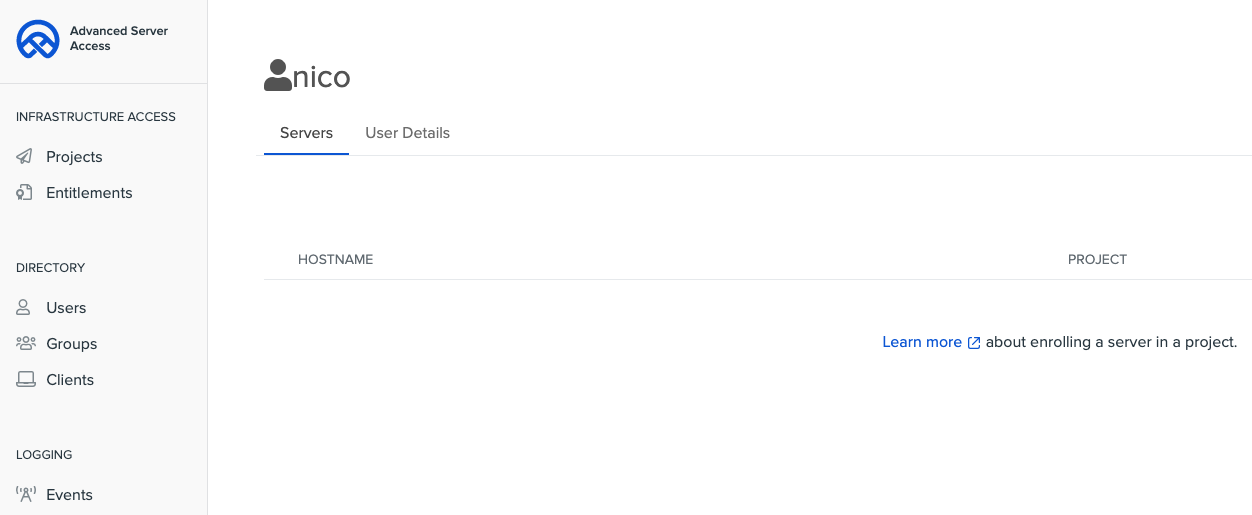 Advanced Server
Access
INFRASTRUCTURE ACCESS
Projects
Entitlements
DIRECTORY
Users
Groups
Clients
LOGGING
Events
nico
Servers User Details
HOSTNAME PROJECT
Learn more about enrolling a server in a project.